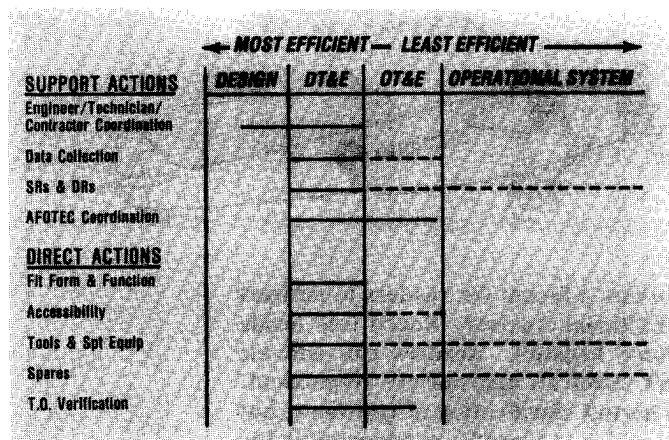 MOST EFFICIENT — LEAST EFFICIENT
SUPPORT ACTIONS DESIGN DT&E OT&E OPERATIONAL SYSTEM
Engineer/Technician/
Contractor Coordination
Data Collection
SRs & DRs
AFOTEC Coordination
DIRECT ACTIONS
Fit Form & Function
Accessibility
Tools & Spt Equip
Spares
T.O. Verification